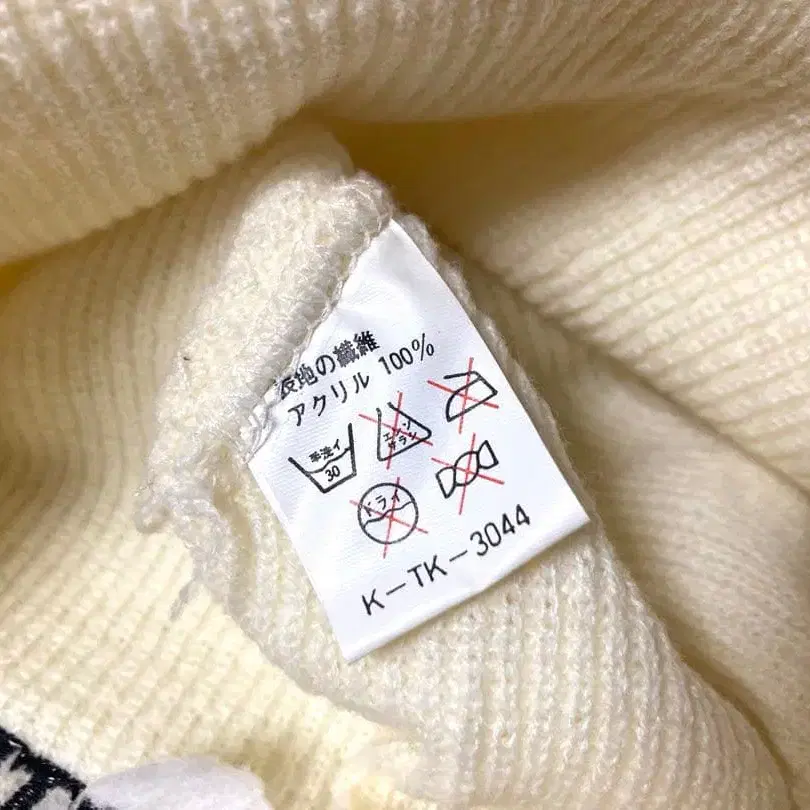 表地の繊維
アクリル 100%
手洗イ
30
エンソ
サラシ
ドライ
K-TK-3044